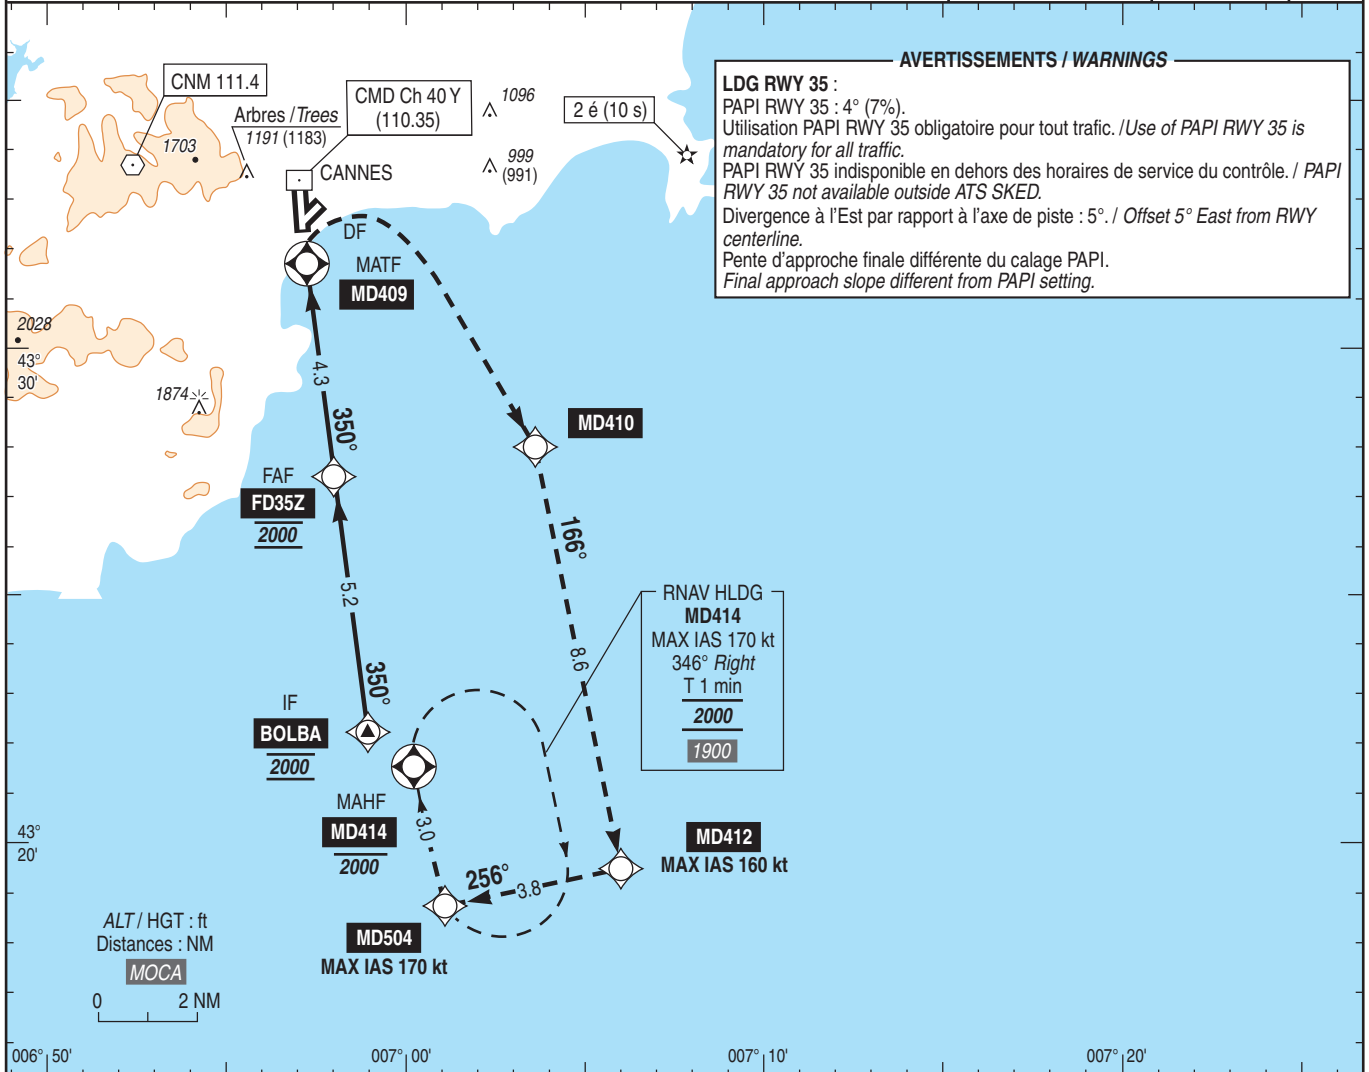 AVERTISSEMENTS / WARNINGS
LDG RWY 35 :
PAPI RWY 35 : 4° (7%).
Utilisation PAPI RWY 35 obligatoire pour tout trafic. /Use of PAPI RWY 35 is
mandatory for all traffic.
PAPI RWY 35 indisponible en dehors des horaires de service du contrôle. / PAPI
RWY 35 not available outside ATS SKED.
Divergence à l'Est par rapport à l'axe de piste : 5°. / Offset 5° East from RWY
centerline.
Pente d'approche finale différente du calage PAPI.
Final approach slope different from PAPI setting.
CNM 111.4
Arbres /Trees
1191 (1183)
CMD Ch 40 Y
(110.35)
1096
2 é (10 s)
1703
999
(991)
CANNES
DF
MATF
MD409
2028
43°
30'
4.3
1874
350°
MD410
FAF
FD35Z
2000
166°
5.2
RNAV HLDG
MD414
MAX IAS 170 kt
346° Right
T 1 min
2000
1900
8.6
350°
IF
BOLBA
2000
MAHF
MD414
2000
3.0
43°
20'
MD412
MAX IAS 160 kt
256°
3.8
MD504
MAX IAS 170 kt
ALT / HGT : ft
Distances : NM
MOCA
0 2 NM
006° 50'
007° 00'
007° 10'
007° 20'